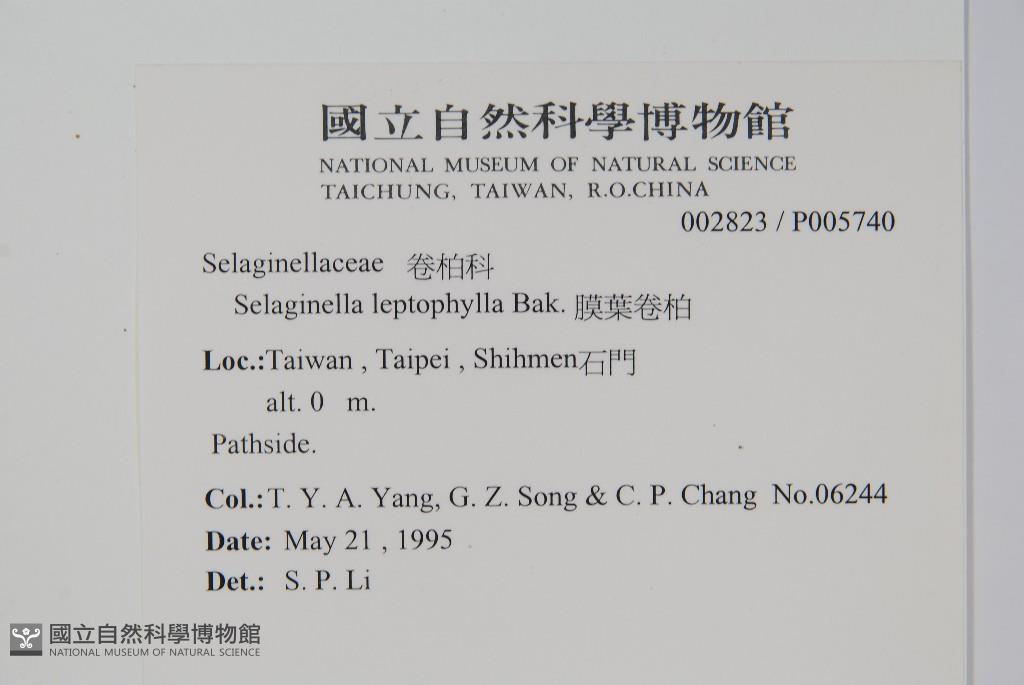 國立自然科學博物館
NATIONAL MUSEUM OF NATURAL SCIENCE
TAICHUNG, TAIWAN, R.O.CHINA
002823 / P005740
Selaginellaceae 卷柏科
Selaginella leptophylla Bak. 膜葉卷柏
Loc.:Taiwan , Taipei , Shihmen石門
alt. 0 m.
Pathside.
Col.:T. Y. A. Yang, G. Z. Song & C. P. Chang No.06244
Date: May 21 , 1995
Det.: S. P. Li
國立自然科學博物館
NATIONAL MUSEUM OF NATURAL SCIENCE